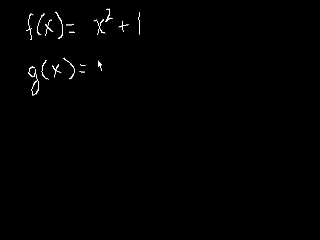 f(x) = x² + 1
g(x) =